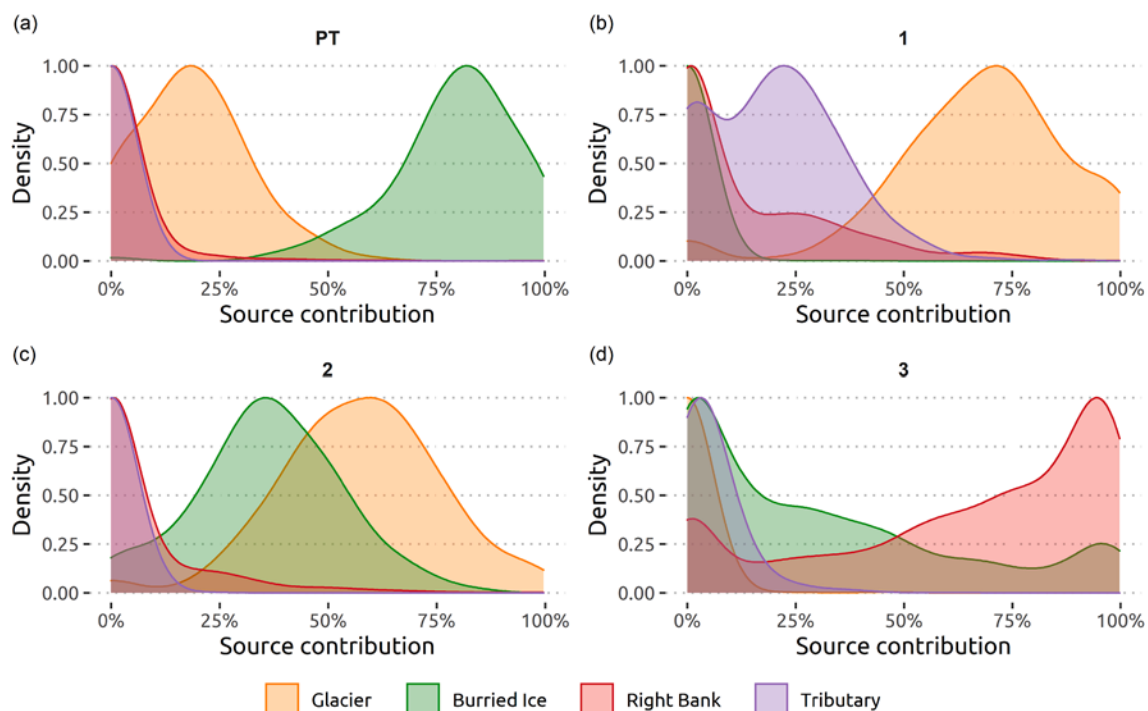 (a)
PT
Density
1.00
0.75
0.50
0.25
0.00
0% 25% 50% 75% 100%
Source contribution
(b)
1
Density
1.00
0.75
0.50
0.25
0.00
0% 25% 50% 75% 100%
Source contribution
(c)
2
Density
1.00
0.75
0.50
0.25
0.00
0% 25% 50% 75% 100%
Source contribution
(d)
3
Density
1.00
0.75
0.50
0.25
0.00
0% 25% 50% 75% 100%
Source contribution
Glacier Burried Ice Right Bank Tributary